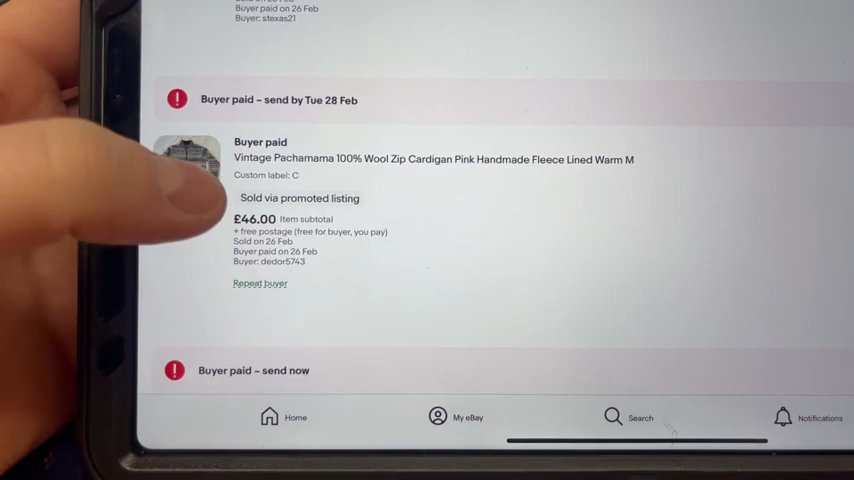 Buyer paid on 26 Feb
Buyer: stexas21
Buyer paid – send by Tue 28 Feb
Buyer paid
Vintage Pachamama 100% Wool Zip Cardigan Pink Handmade Fleece Lined Warm M
Custom label: C
Sold via promoted listing
£46.00 Item subtotal
+ free postage (free for buyer, you pay)
Sold on 26 Feb
Buyer paid on 26 Feb
Buyer: dedor5743
Repeat buyer
Buyer paid – send now
Home
My eBay
Search
Notifications